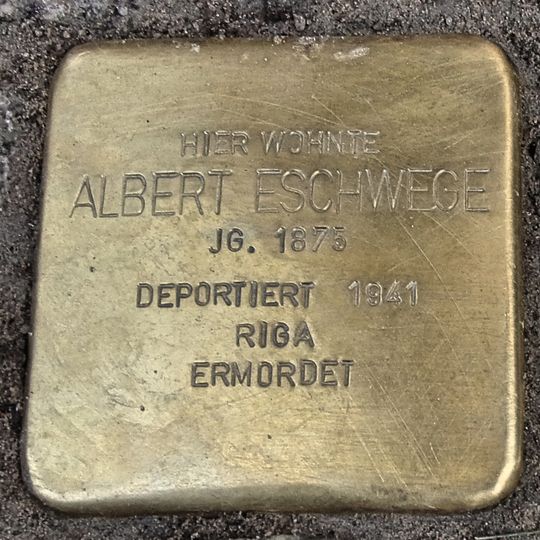 HIER WOHNTE
ALBERT ESCHWEGE
JG. 1875
DEPORTIERT 1941
RIGA
ERMORDET